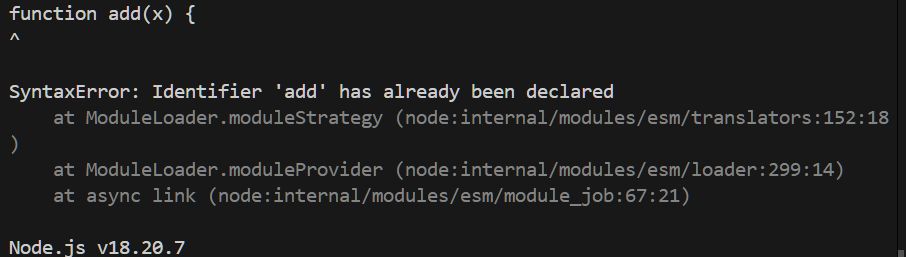 function add(x) {
^
SyntaxError: Identifier 'add' has already been declared
    at ModuleLoader.moduleStrategy (node:internal/modules/esm/translators:152:18
)
    at ModuleLoader.moduleProvider (node:internal/modules/esm/loader:299:14)
    at async link (node:internal/modules/esm/module_job:67:21)
Node.js v18.20.7